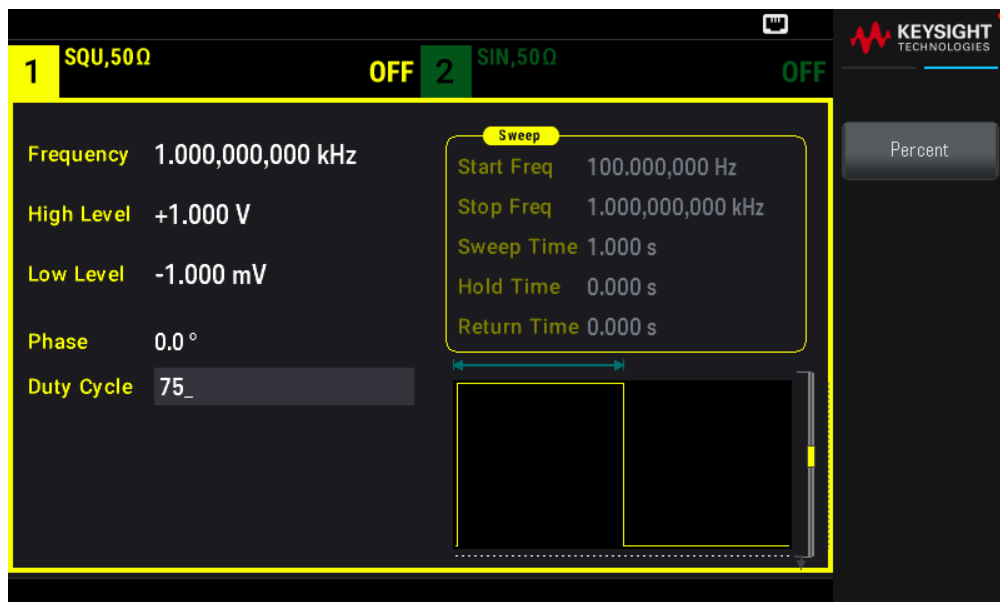 KEYSIGHT
TECHNOLOGIES
1 SQU,50Ω OFF 2 SIN,50Ω OFF
Frequency 1.000,000,000 kHz
High Level +1.000 V
Low Level -1.000 mV
Phase 0.0 °
Duty Cycle 75_
Sweep
Start Freq 100.000,000 Hz
Stop Freq 1.000,000,000 kHz
Sweep Time 1.000 s
Hold Time 0.000 s
Return Time 0.000 s
Percent